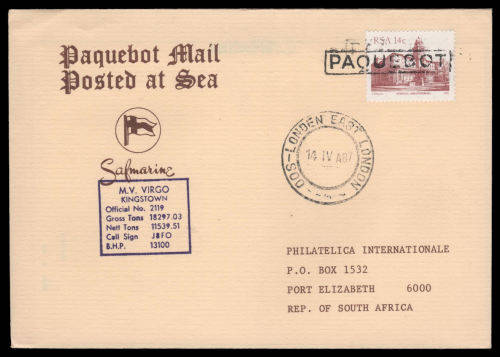 Paquebot Mail
Posted at Sea
RSA 14c
PAQUEBOT
OOS-LONDEN EAST LONDON
14 IV A87
Safmarine
M.V. VIRGO
KINGSTOWN
Official No. 2119
Gross Tons 18297.03
Nett Tons 11539.51
Call Sign J8FO
B.H.P. 13100
PHILATELICA INTERNATIONALE
P.O. BOX 1532
PORT ELIZABETH 6000
REP. OF SOUTH AFRICA